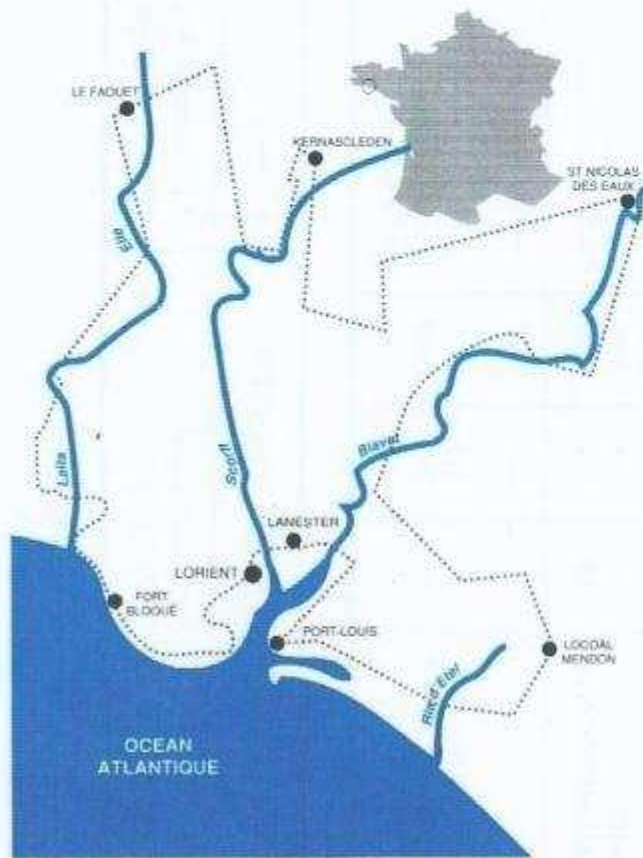 LE FAOUET
KERNASCLEDEN
ST NICOLAS
DES EAUX
Elle
Laïta
Scorff
Blavet
LANESTER
LORIENT
FORT
BLOQUÉ
PORT-LOUIS
LOCOAL
MENDON
Ria d'Etel
OCEAN
ATLANTIQUE